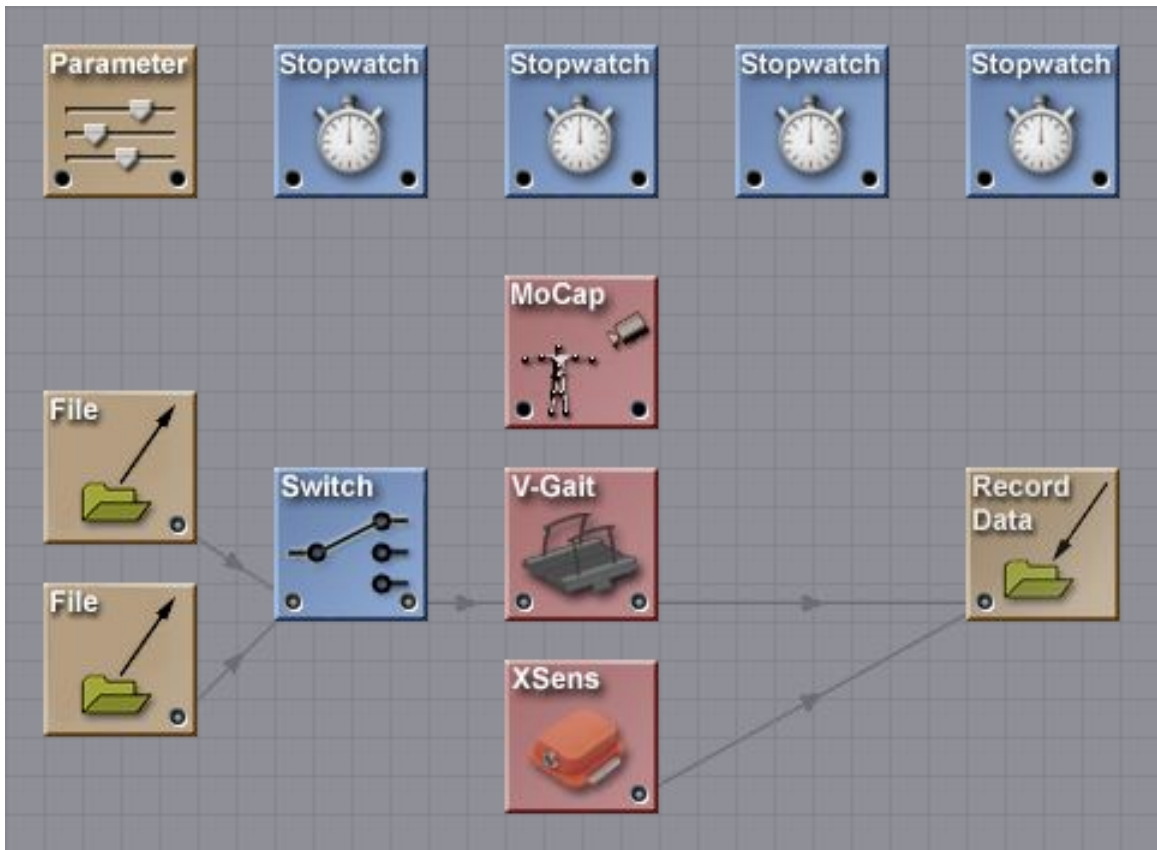 Parameter
Stopwatch
Stopwatch
Stopwatch
Stopwatch
MoCap
File
Switch
V-Gait
Record
Data
File
XSens